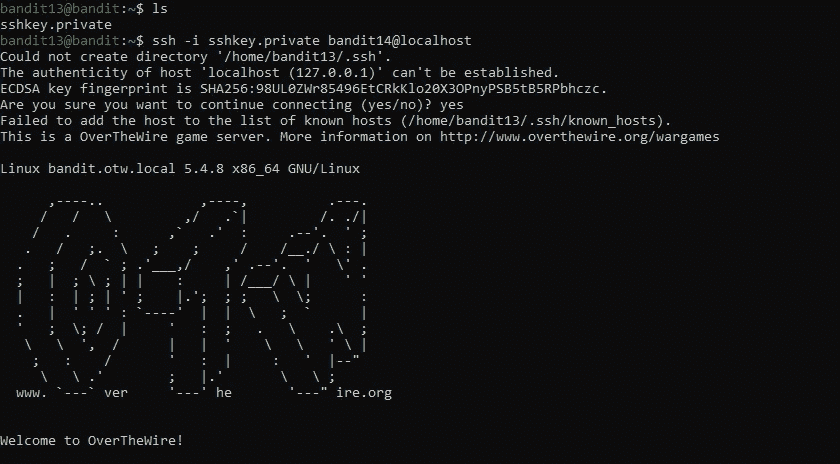 bandit13@bandit:~$ ls
sshkey.private
bandit13@bandit:~$ ssh -i sshkey.private bandit14@localhost
Could not create directory '/home/bandit13/.ssh'.
The authenticity of host 'localhost (127.0.0.1)' can't be established.
ECDSA key fingerprint is SHA256:98UL0ZWr85496EtCRkKlo20X3OPnyPSB5tB5RPbhczc.
Are you sure you want to continue connecting (yes/no)? yes
Failed to add the host to the list of known hosts (/home/bandit13/.ssh/known_hosts).
This is a OverTheWire game server. More information on http://www.overthewire.org/wargames
Linux bandit.otw.local 5.4.8 x86_64 GNU/Linux
www. ver he ire.org
Welcome to OverTheWire!